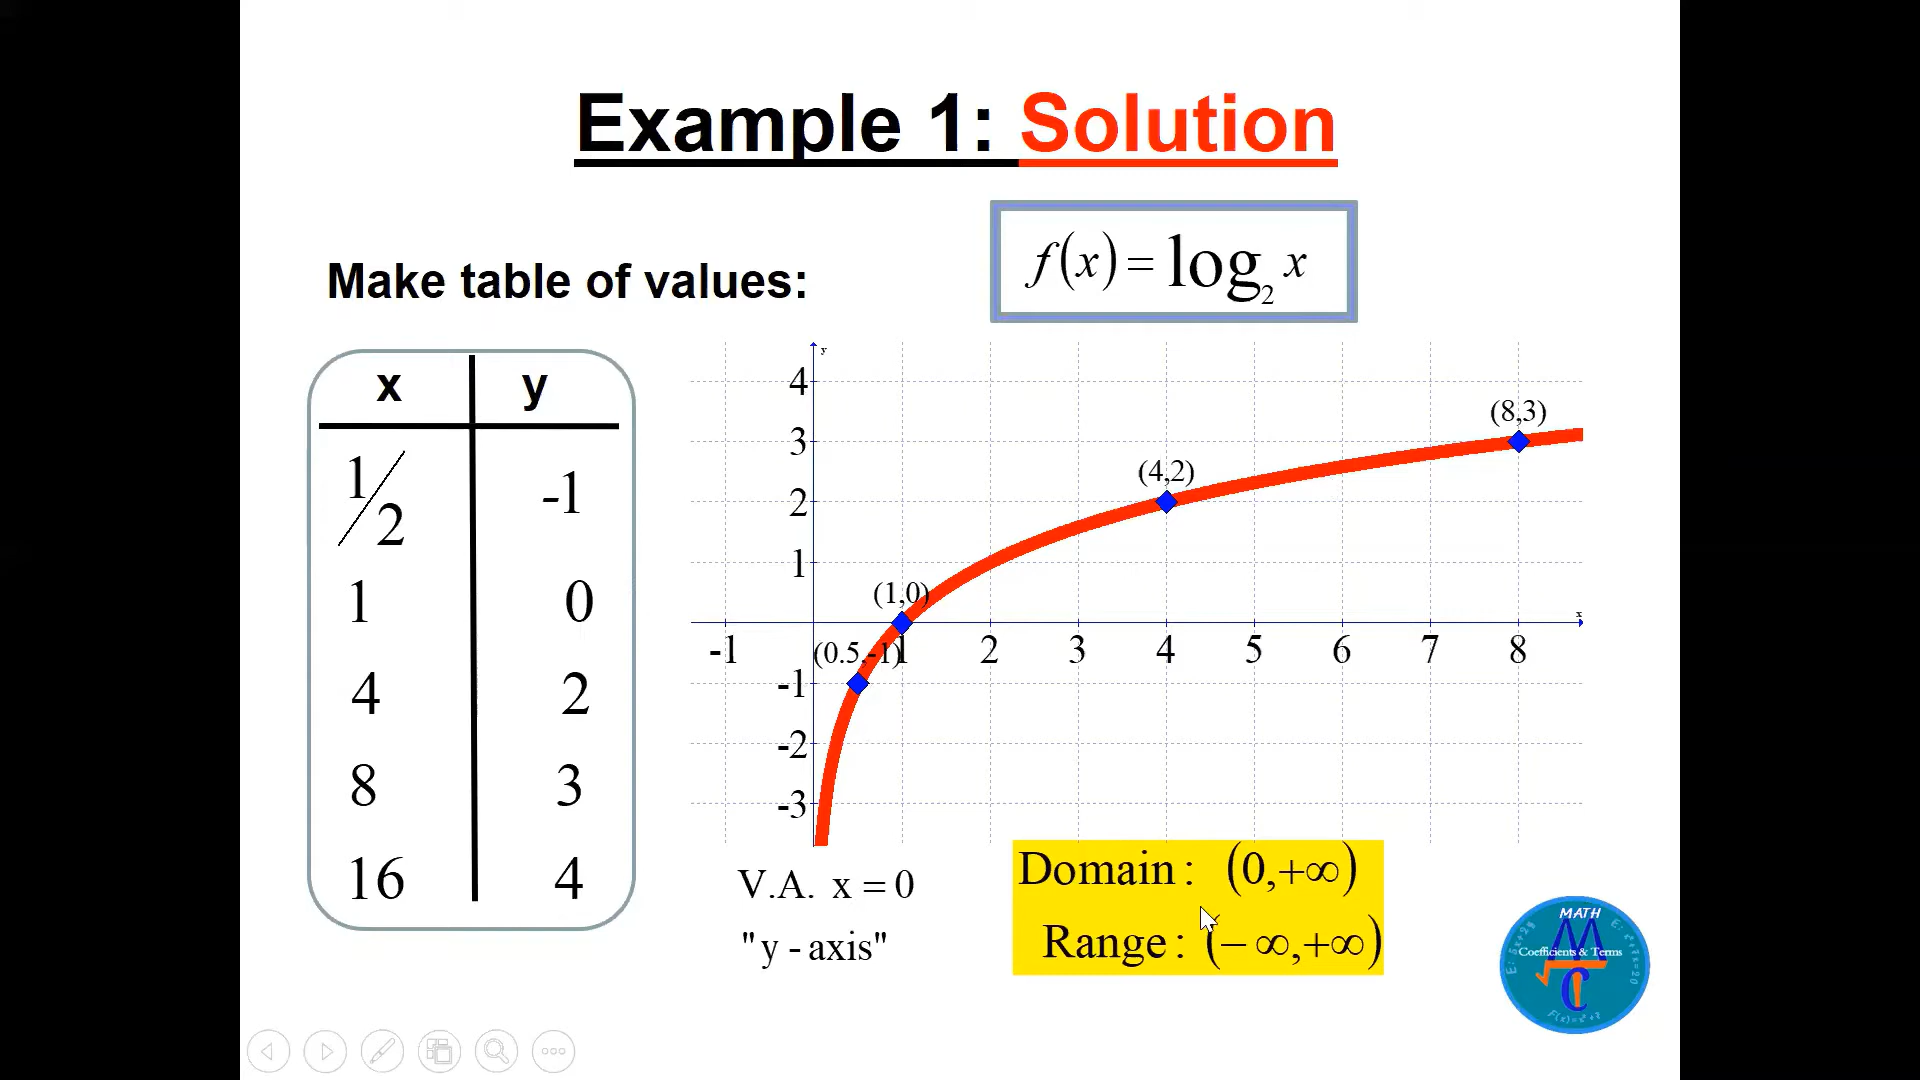 Example 1: Solution
f(x) = log₂ x
Make table of values:
x y
1/2 -1
1 0
4 2
8 3
16 4
y
4
3
2
1
-1
-2
-3
(8,3)
(4,2)
(1,0)
(0.5,-1)
x
-1 1 2 3 4 5 6 7 8
V.A. x = 0
"y - axis"
Domain : (0,+∞)
Range : (− ∞,+∞)
MATH
Coefficients & Terms